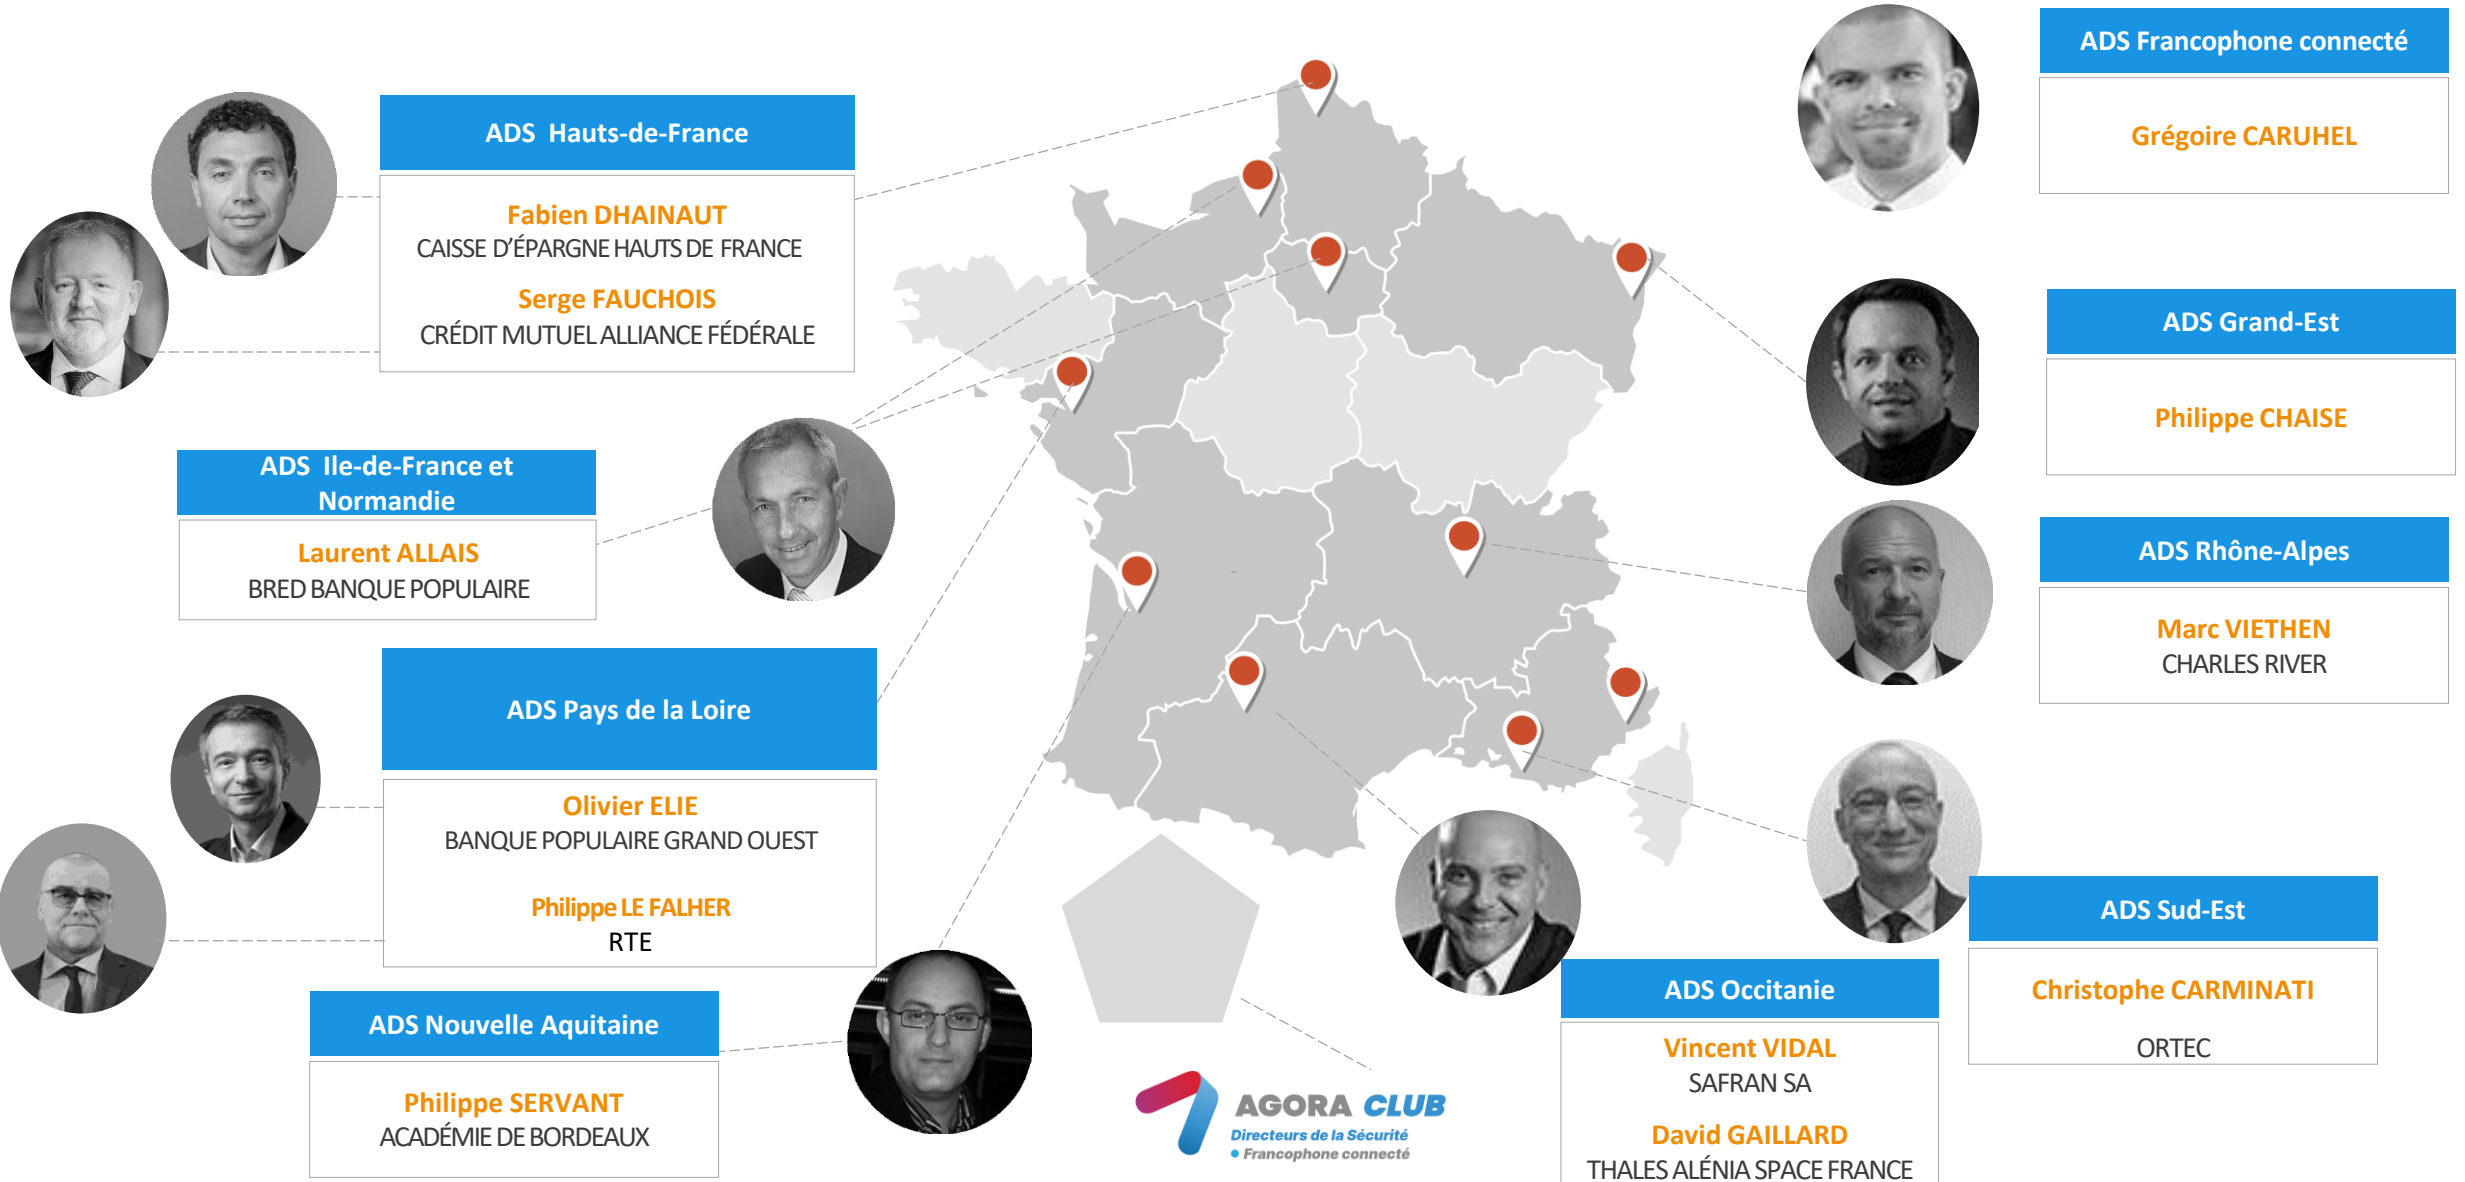 ADS Francophone connecté
Grégoire CARUHEL
ADS Hauts-de-France
Fabien DHAINAUT
CAISSE D’ÉPARGNE HAUTS DE FRANCE
Serge FAUCHOIS
CRÉDIT MUTUEL ALLIANCE FÉDÉRALE
ADS Grand-Est
Philippe CHAISE
ADS Ile-de-France et
Normandie
Laurent ALLAIS
BRED BANQUE POPULAIRE
ADS Rhône-Alpes
Marc VIETHEN
CHARLES RIVER
ADS Pays de la Loire
Olivier ELIE
BANQUE POPULAIRE GRAND OUEST
Philippe LE FALHER
RTE
ADS Sud-Est
Christophe CARMINATI
ORTEC
ADS Nouvelle Aquitaine
Philippe SERVANT
ACADÉMIE DE BORDEAUX
ADS Occitanie
Vincent VIDAL
SAFRAN SA
David GAILLARD
THALES ALÉNIA SPACE FRANCE
AGORA CLUB
Directeurs de la Sécurité
• Francophone connecté